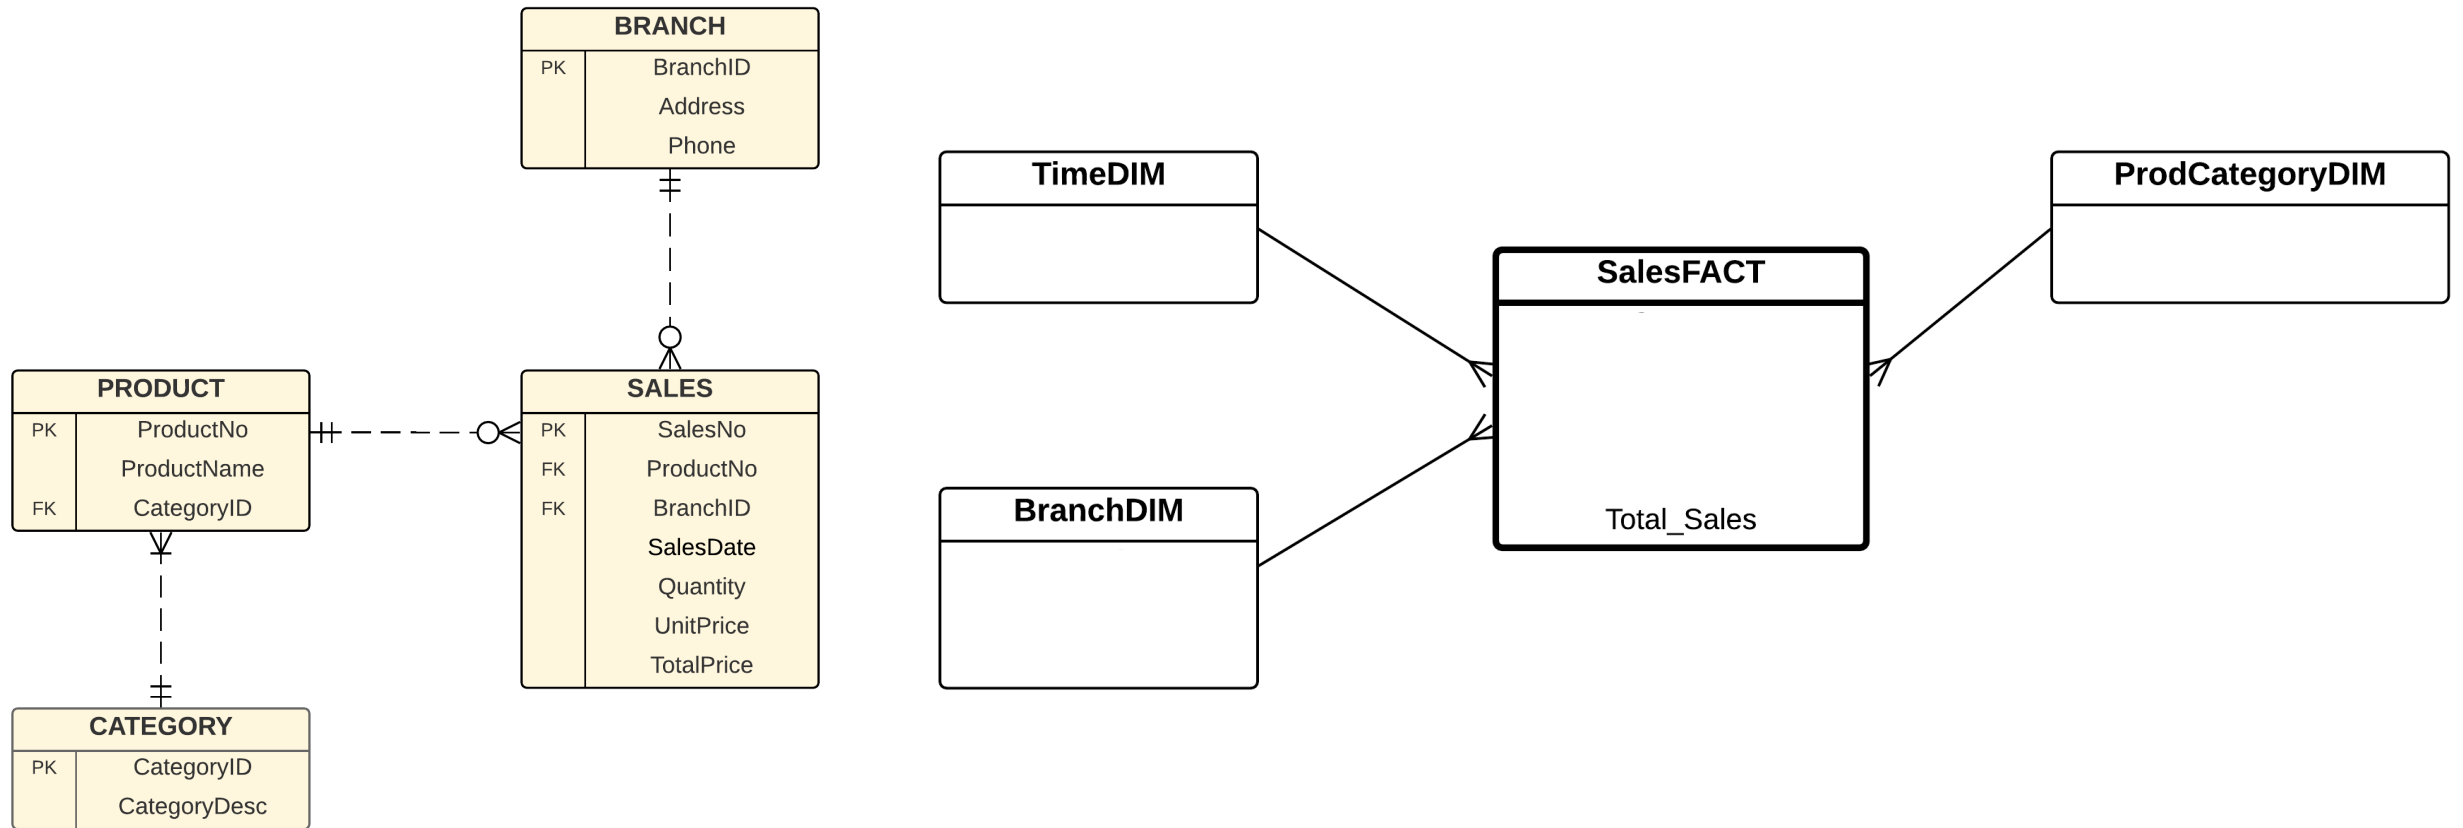 BRANCH
PK BranchID
Address
Phone
PRODUCT
PK ProductNo
ProductName
FK CategoryID
SALES
PK SalesNo
FK ProductNo
FK BranchID
SalesDate
Quantity
UnitPrice
TotalPrice
CATEGORY
PK CategoryID
CategoryDesc
TimeDIM
BranchDIM
SalesFACT
Total_Sales
ProdCategoryDIM